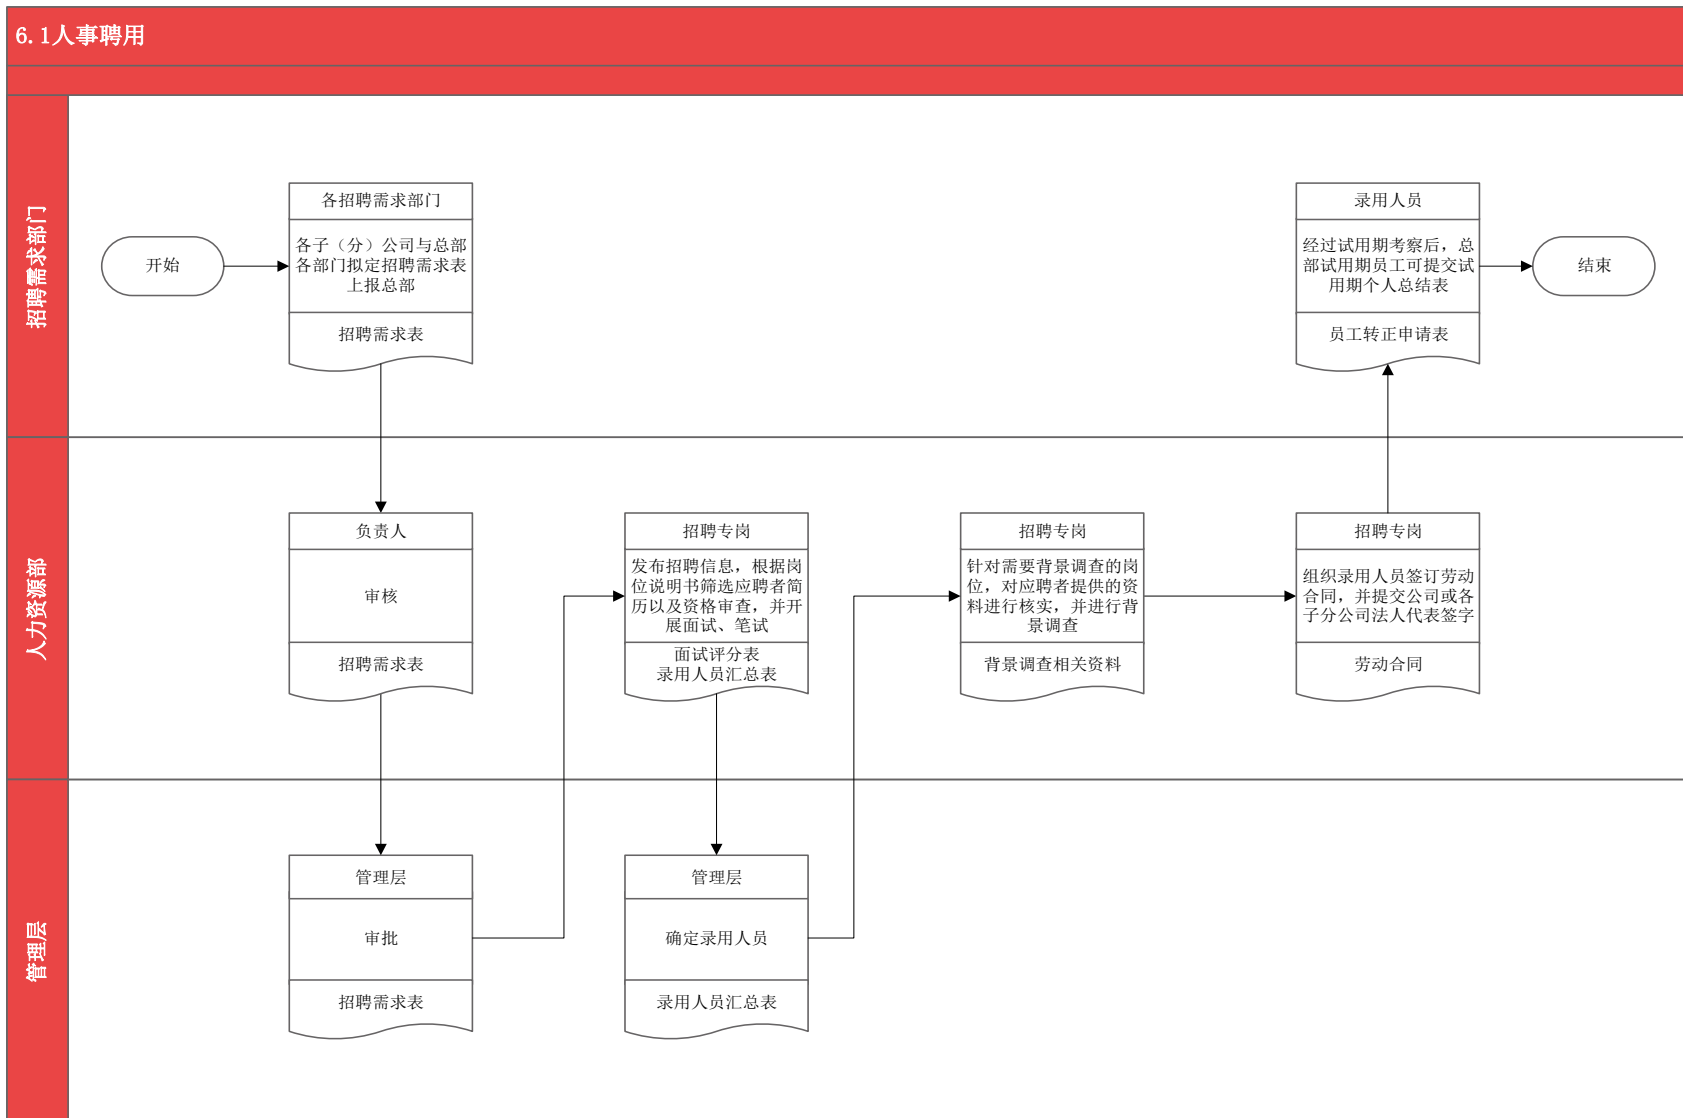 6.1人事聘用
招聘需求部门
开始
各招聘需求部门
各子（分）公司与总部
各部门拟定招聘需求表
上报总部
招聘需求表
录用人员
经过试用期考察后，总
部试用期员工可提交试
用期个人总结表
员工转正申请表
结束
人力资源部
负责人
审核
招聘需求表
招聘专岗
发布招聘信息，根据岗
位说明书筛选应聘者简
历以及资格审查，并开
展面试、笔试
面试评分表
录用人员汇总表
招聘专岗
针对需要背景调查的岗
位，对应聘者提供的资
料进行核实，并进行背
景调查
背景调查相关资料
招聘专岗
组织录用人员签订劳动
合同，并提交公司或各
子分公司法人代表签字
劳动合同
管理层
管理层
审批
招聘需求表
管理层
确定录用人员
录用人员汇总表